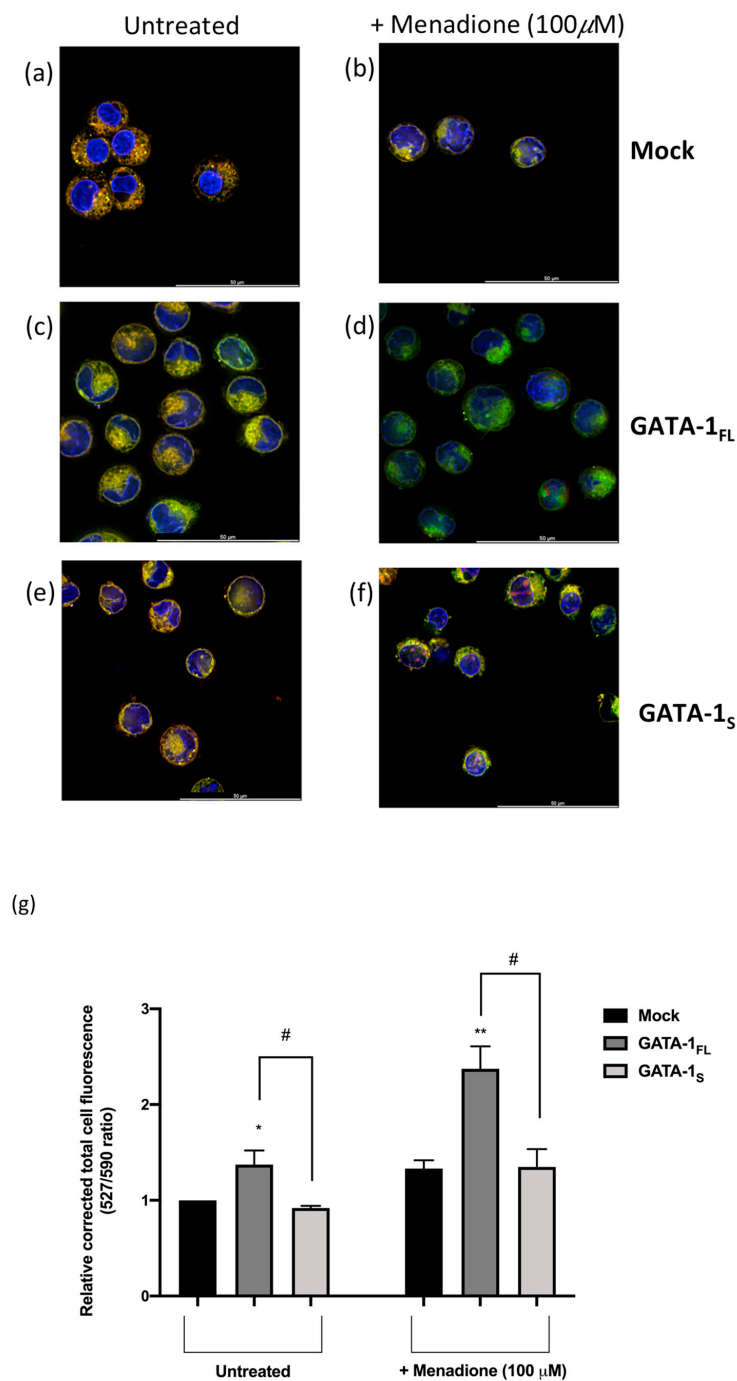 Untreated
+ Menadione (100μM)
(a)
(b)
Mock
50 μm
50 μm
(c)
(d)
GATA-1FL
50 μm
50 μm
(e)
(f)
GATA-1S
50 μm
50 μm
(g)
Relative corrected total cell fluorescence
(527/590 ratio)
3
2
1
0
*
#
**
#
Mock
GATA-1FL
GATA-1S
Untreated
+ Menadione (100 μM)